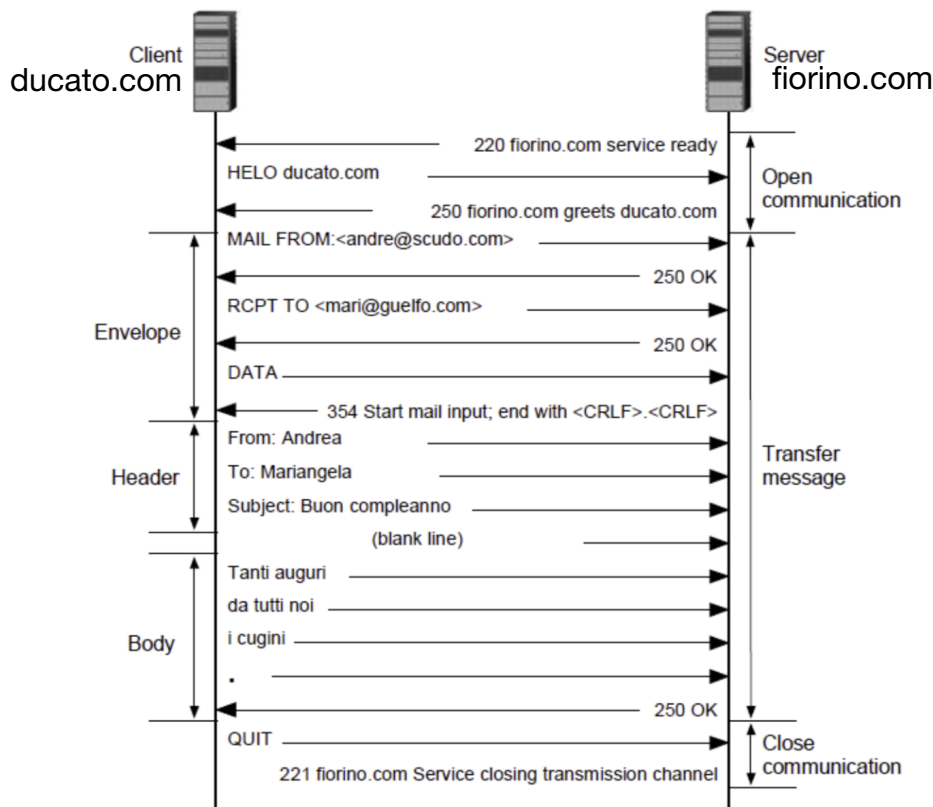 Client
ducato.com
Server
fiorino.com
220 fiorino.com service ready
HELO ducato.com
Open
communication
250 fiorino.com greets ducato.com
MAIL FROM:<andre@scudo.com>
250 OK
RCPT TO <mari@guelfo.com>
Envelope
250 OK
DATA
354 Start mail input; end with <CRLF>.<CRLF>
From: Andrea
Transfer
message
Header
To: Mariangela
Subject: Buon compleanno
(blank line)
Tanti auguri
da tutti noi
Body
i cugini
.
250 OK
QUIT
Close
communication
221 fiorino.com Service closing transmission channel